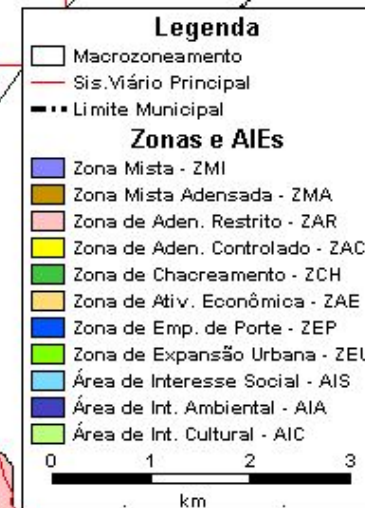 Legenda
Macrozoneamento
Sis.Viário Principal
Limite Municipal
Zonas e AIEs
Zona Mista - ZMI
Zona Mista Adensada - ZMA
Zona de Aden. Restrito - ZAR
Zona de Aden. Controlado - ZAC
Zona de Chacreamento - ZCH
Zona de Ativ. Econômica - ZAE
Zona de Emp. de Porte - ZEP
Zona de Expansão Urbana - ZEU
Área de Interesse Social - AIS
Área de Int. Ambiental - AIA
Área de Int. Cultural - AIC
0 1 2 3
km